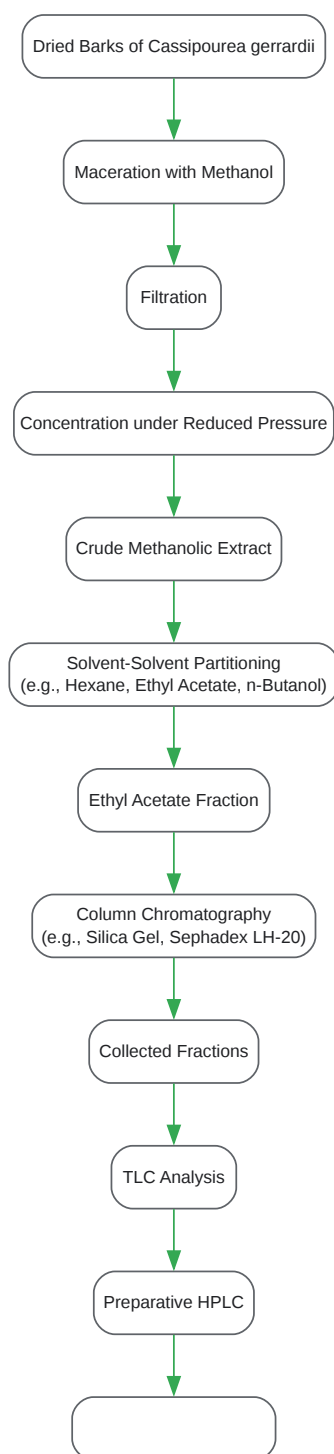 Dried Barks of Cassipourea gerrardii
Maceration with Methanol
Filtration
Concentration under Reduced Pressure
Crude Methanolic Extract
Solvent-Solvent Partitioning
(e.g., Hexane, Ethyl Acetate, n-Butanol)
Ethyl Acetate Fraction
Column Chromatography
(e.g., Silica Gel, Sephadex LH-20)
Collected Fractions
TLC Analysis
Preparative HPLC